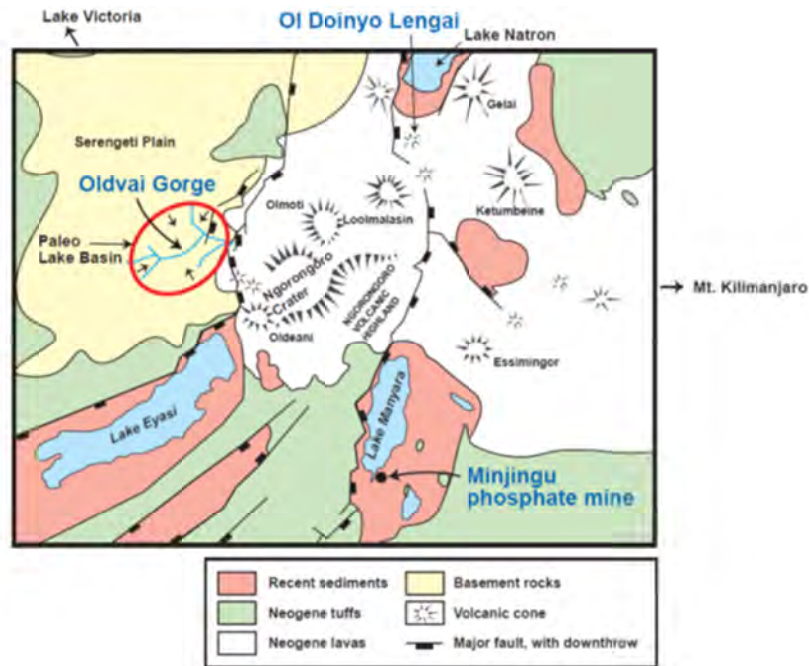 Lake Victoria
Ol Doinyo Lengai
Lake Natron
Gelai
Serengeti Plain
Oldvai Gorge
Olmoti
Loolmalasin
Ketumbeine
Paleo
Lake Basin
Ngorongoro
Crater
NGORONGORO
VOLCANIC
HIGHLAND
Mt. Kilimanjaro
Oldeani
Essimingor
Lake Eyasi
Lake Manyara
Minjingu
phosphate mine
Recent sediments
Basement rocks
Neogene tuffs
Volcanic cone
Neogene lavas
Major fault, with downthrow